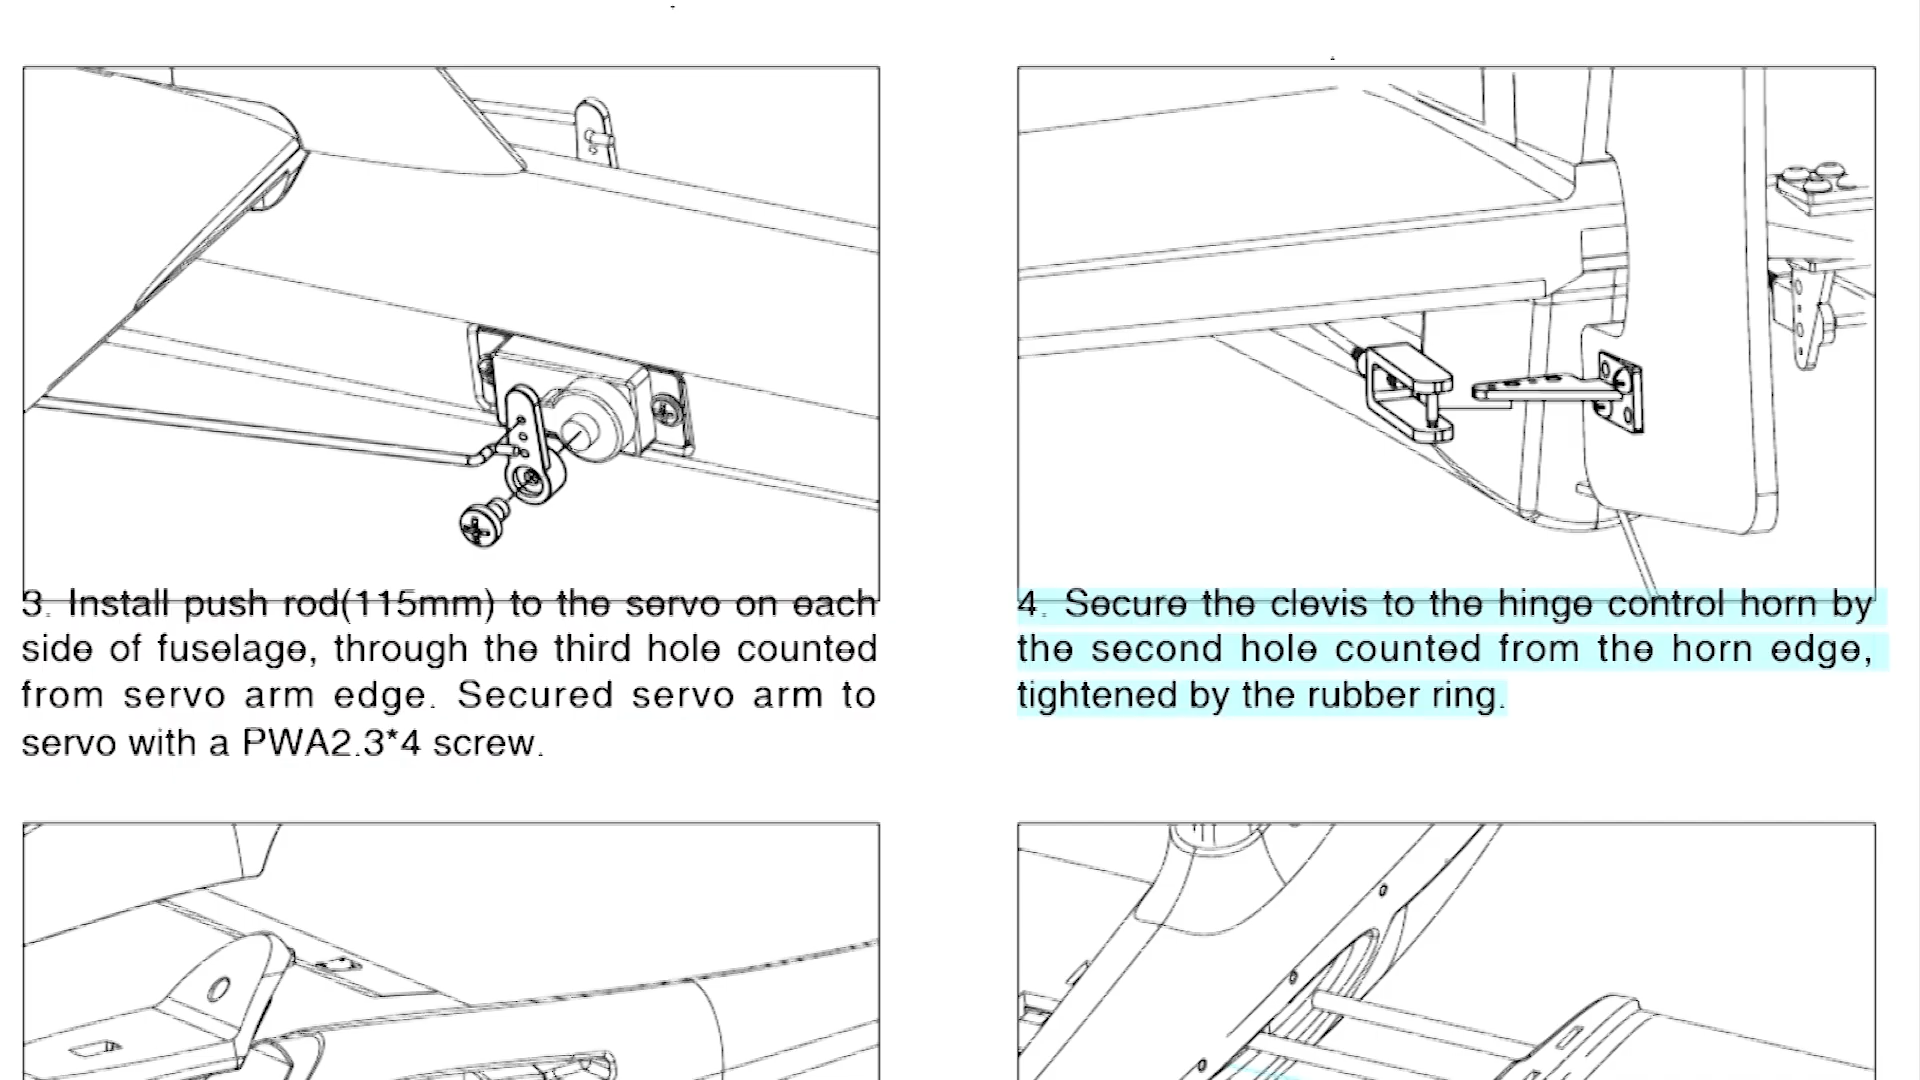 3. Install push rod(115mm) to the servo on each
side of fuselage, through the third hole counted
from servo arm edge. Secured servo arm to
servo with a PWA2.3*4 screw.
4. Secure the clevis to the hinge control horn by
the second hole counted from the horn edge,
tightened by the rubber ring.